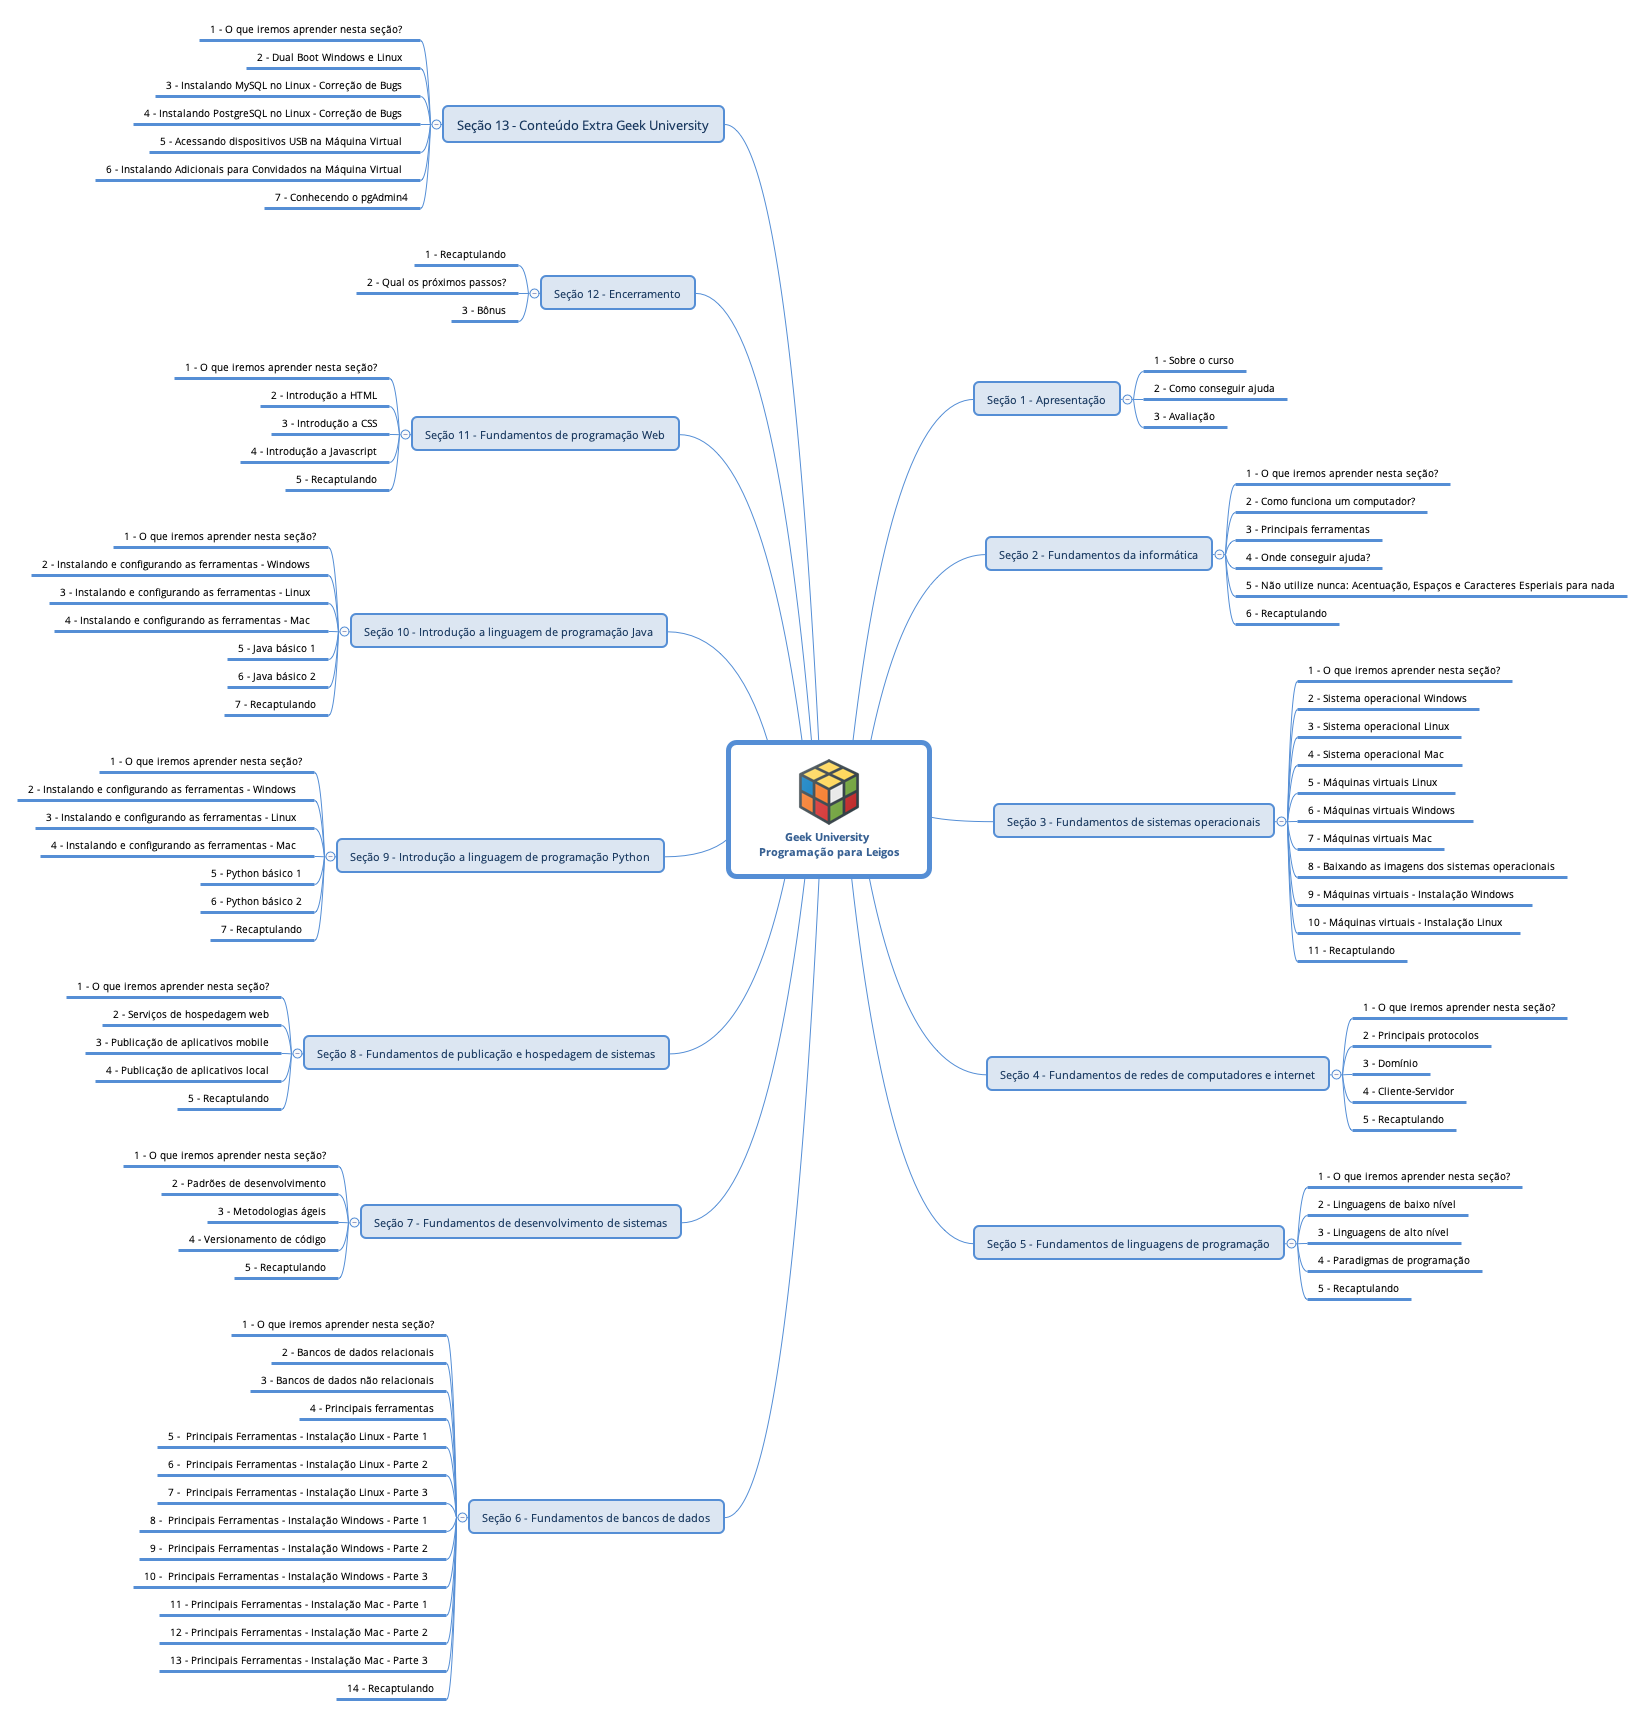 Geek University
Programação para Leigos
Seção 1 - Apresentação
1 - Sobre o curso
2 - Como conseguir ajuda
3 - Avaliação
Seção 2 - Fundamentos da informática
1 - O que iremos aprender nesta seção?
2 - Como funciona um computador?
3 - Principais ferramentas
4 - Onde conseguir ajuda?
5 - Não utilize nunca: Acentuação, Espaços e Caracteres Esperiais para nada
6 - Recaptulando
Seção 3 - Fundamentos de sistemas operacionais
1 - O que iremos aprender nesta seção?
2 - Sistema operacional Windows
3 - Sistema operacional Linux
4 - Sistema operacional Mac
5 - Máquinas virtuais Linux
6 - Máquinas virtuais Windows
7 - Máquinas virtuais Mac
8 - Baixando as imagens dos sistemas operacionais
9 - Máquinas virtuais - Instalação Windows
10 - Máquinas virtuais - Instalação Linux
11 - Recaptulando
Seção 4 - Fundamentos de redes de computadores e internet
1 - O que iremos aprender nesta seção?
2 - Principais protocolos
3 - Domínio
4 - Cliente-Servidor
5 - Recaptulando
Seção 5 - Fundamentos de linguagens de programação
1 - O que iremos aprender nesta seção?
2 - Linguagens de baixo nível
3 - Linguagens de alto nível
4 - Paradigmas de programação
5 - Recaptulando
Seção 6 - Fundamentos de bancos de dados
1 - O que iremos aprender nesta seção?
2 - Bancos de dados relacionais
3 - Bancos de dados não relacionais
4 - Principais ferramentas
5 -  Principais Ferramentas - Instalação Linux - Parte 1
6 -  Principais Ferramentas - Instalação Linux - Parte 2
7 -  Principais Ferramentas - Instalação Linux - Parte 3
8 -  Principais Ferramentas - Instalação Windows - Parte 1
9 -  Principais Ferramentas - Instalação Windows - Parte 2
10 -  Principais Ferramentas - Instalação Windows - Parte 3
11 - Principais Ferramentas - Instalação Mac - Parte 1
12 - Principais Ferramentas - Instalação Mac - Parte 2
13 - Principais Ferramentas - Instalação Mac - Parte 3
14 - Recaptulando
Seção 7 - Fundamentos de desenvolvimento de sistemas
1 - O que iremos aprender nesta seção?
2 - Padrões de desenvolvimento
3 - Metodologias ágeis
4 - Versionamento de código
5 - Recaptulando
Seção 8 - Fundamentos de publicação e hospedagem de sistemas
1 - O que iremos aprender nesta seção?
2 - Serviços de hospedagem web
3 - Publicação de aplicativos mobile
4 - Publicação de aplicativos local
5 - Recaptulando
Seção 9 - Introdução a linguagem de programação Python
1 - O que iremos aprender nesta seção?
2 - Instalando e configurando as ferramentas - Windows
3 - Instalando e configurando as ferramentas - Linux
4 - Instalando e configurando as ferramentas - Mac
5 - Python básico 1
6 - Python básico 2
7 - Recaptulando
Seção 10 - Introdução a linguagem de programação Java
1 - O que iremos aprender nesta seção?
2 - Instalando e configurando as ferramentas - Windows
3 - Instalando e configurando as ferramentas - Linux
4 - Instalando e configurando as ferramentas - Mac
5 - Java básico 1
6 - Java básico 2
7 - Recaptulando
Seção 11 - Fundamentos de programação Web
1 - O que iremos aprender nesta seção?
2 - Introdução a HTML
3 - Introdução a CSS
4 - Introdução a Javascript
5 - Recaptulando
Seção 12 - Encerramento
1 - Recaptulando
2 - Qual os próximos passos?
3 - Bônus
Seção 13 - Conteúdo Extra Geek University
1 - O que iremos aprender nesta seção?
2 - Dual Boot Windows e Linux
3 - Instalando MySQL no Linux - Correção de Bugs
4 - Instalando PostgreSQL no Linux - Correção de Bugs
5 - Acessando dispositivos USB na Máquina Virtual
6 - Instalando Adicionais para Convidados na Máquina Virtual
7 - Conhecendo o pgAdmin4